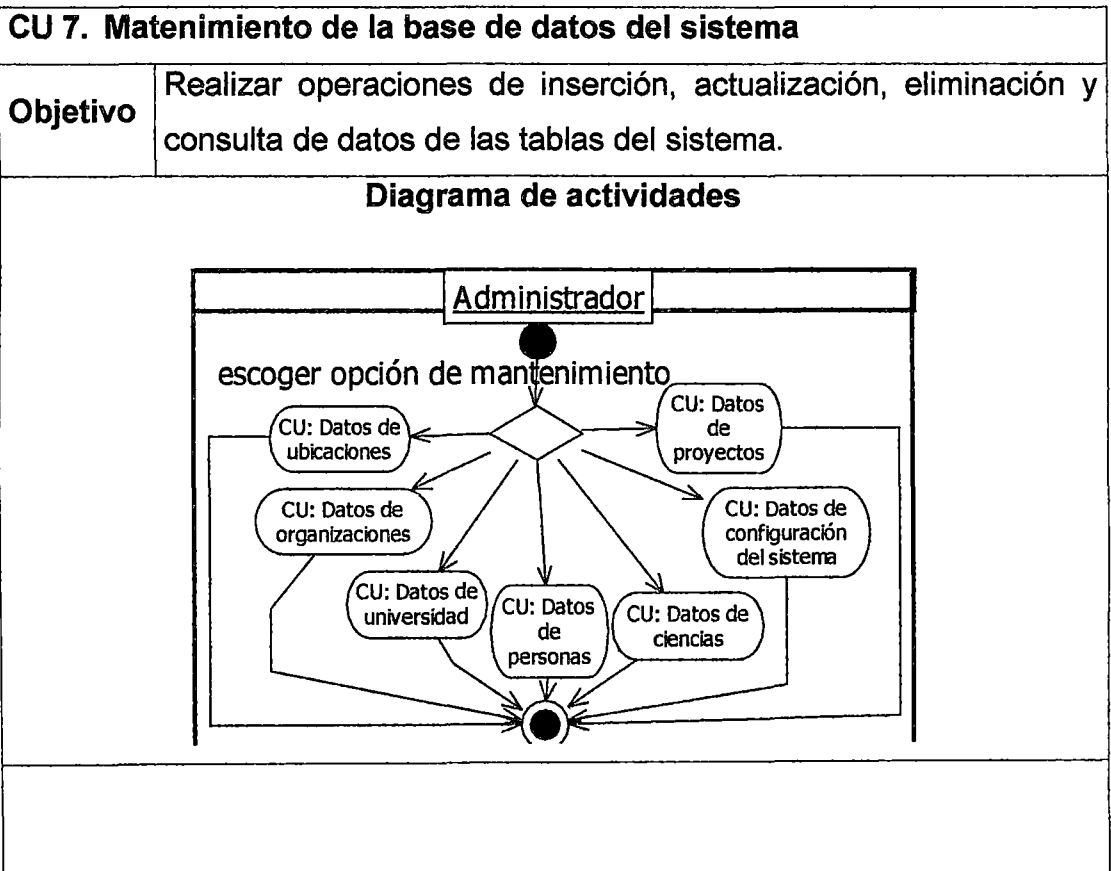 CU 7. Matenimiento de la base de datos del sistema
Objetivo
Realizar operaciones de inserción, actualización, eliminación y
consulta de datos de las tablas del sistema.
Diagrama de actividades
Administrador
escoger opción de mantenimiento
CU: Datos de
ubicaciones
CU: Datos
de
proyectos
CU: Datos de
organizaciones
CU: Datos de
configuración
del sistema
CU: Datos de
universidad
CU: Datos
de
personas
CU: Datos de
ciencias